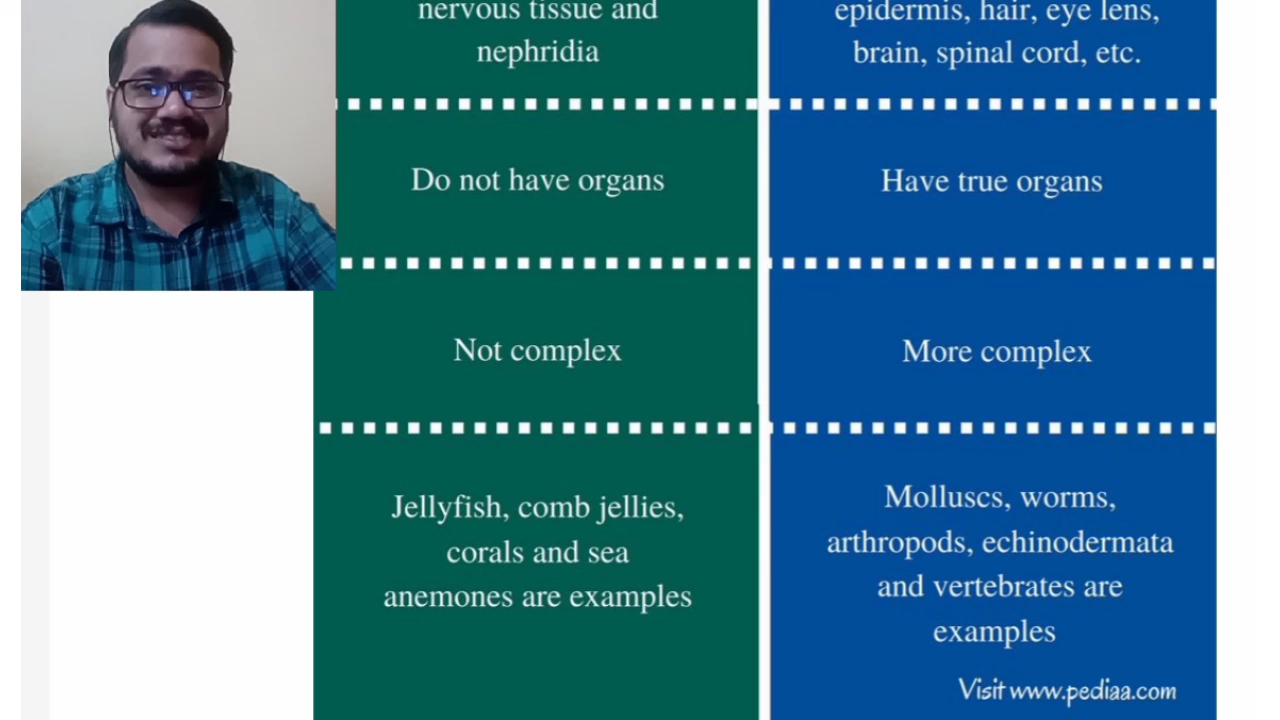 nervous tissue and
nephridia
epidermis, hair, eye lens,
brain, spinal cord, etc.
Do not have organs
Have true organs
Not complex
More complex
Jellyfish, comb jellies,
corals and sea
anemones are examples
Molluscs, worms,
arthropods, echinodermata
and vertebrates are
examples
Visit www.pediaa.com